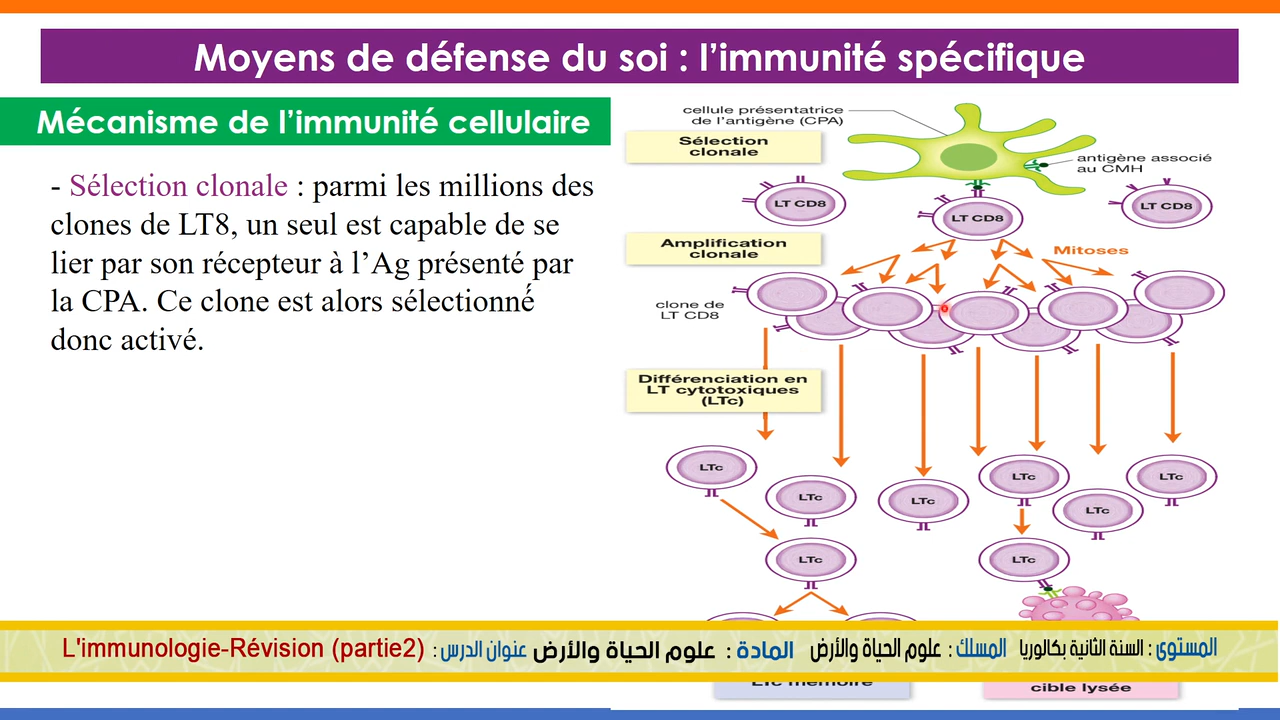 Moyens de défense du soi : l’immunité spécifique
Mécanisme de l’immunité cellulaire
- Sélection clonale : parmi les millions des
clones de LT8, un seul est capable de se
lier par son récepteur à l’Ag présenté par
la CPA. Ce clone est alors sélectionné
donc activé.
cellule présentatrice
de l'antigène (CPA)
Sélection
clonale
antigène associé
au CMH
LT CD8
LT CD8
LT CD8
Amplification
clonale
Mitoses
clone de
LT CD8
Différenciation en
LT cytotoxiques
(LTc)
LTc
LTc
LTc
LTc
LTc
LTc
LTc
LTc
المستوى : السنة الثانية بكالوريا المسلك : علوم الحياة والأرض المادة : علوم الحياة والأرض عنوان الدرس : L'immunologie-Révision (partie2)
LTc mémoire
cible lysée